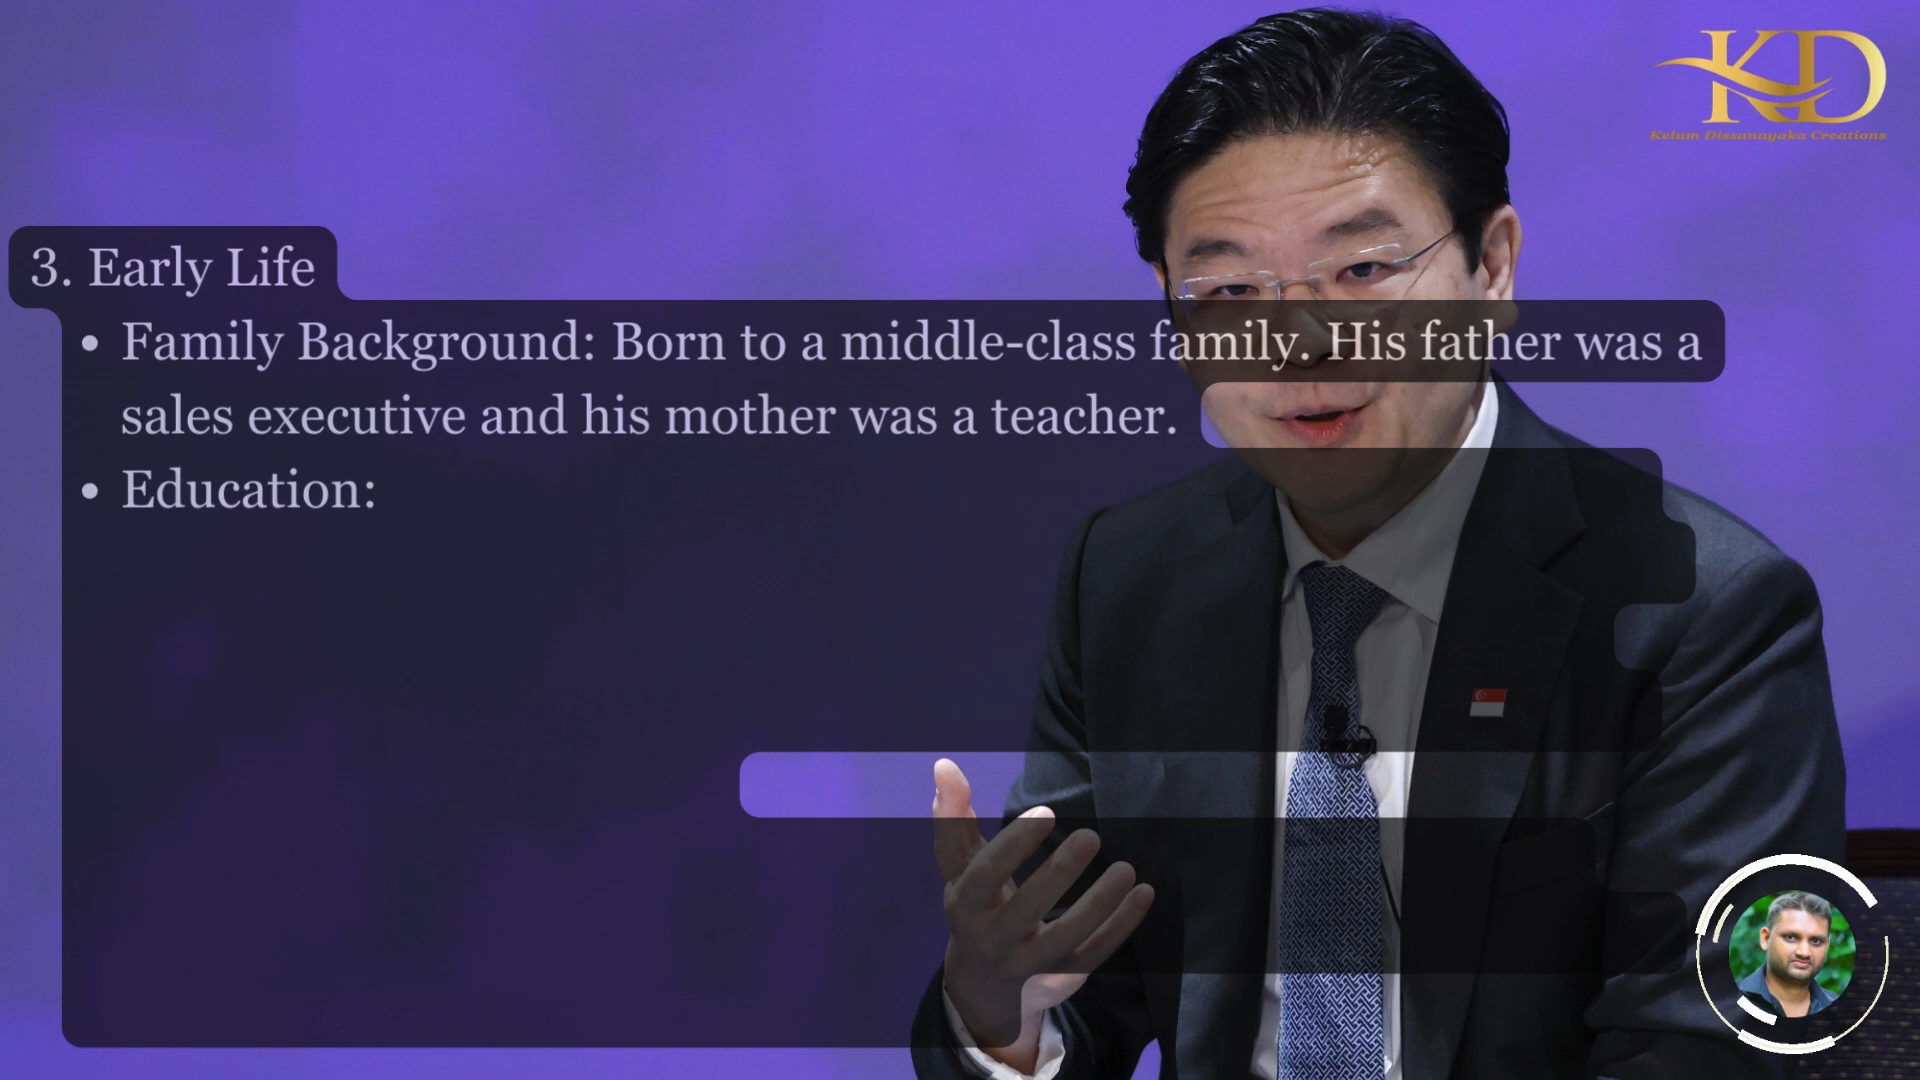 KD
Kelum Dissanayaka Creations
3. Early Life
• Family Background: Born to a middle-class family. His father was a
sales executive and his mother was a teacher.
• Education: